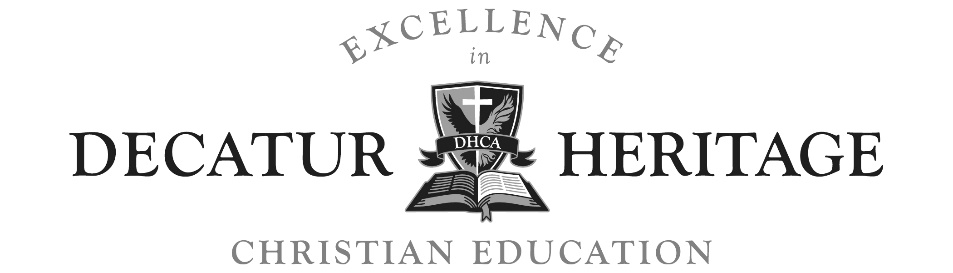 EXCELLENCE
in
DECATUR DHCA HERITAGE
CHRISTIAN EDUCATION